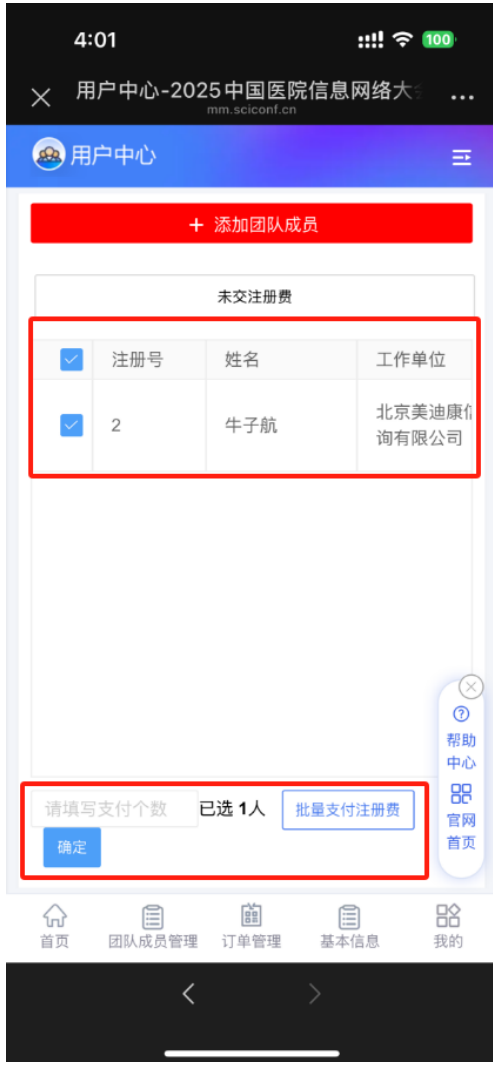 4:01
100
用户中心-2025中国医院信息网络大
mm.sciconf.cn
用户中心
+ 添加团队成员
未交注册费
注册号 姓名 工作单位
2 牛子航 北京美迪康信
询有限公司
帮助
中心
官网
首页
请填写支付个数 已选 1人 批量支付注册费
确定
首页 团队成员管理 订单管理 基本信息 我的